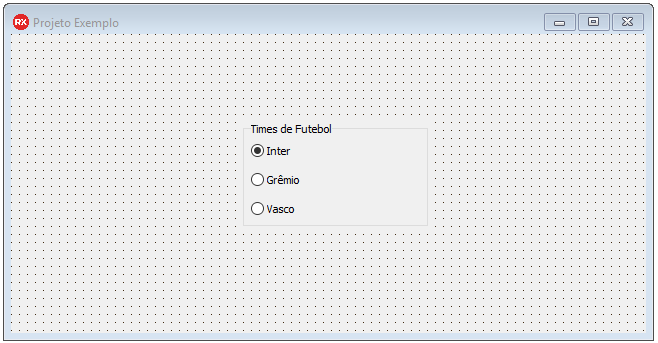 RX Projeto Exemplo
Times de Futebol
Inter
Grêmio
Vasco